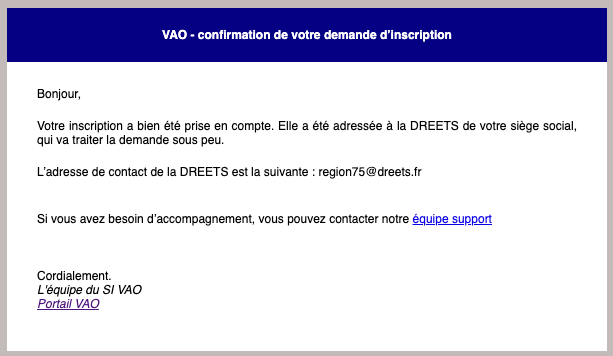 VAO - confirmation de votre demande d'inscription
Bonjour,
Votre inscription a bien été prise en compte. Elle a été adressée à la DREETS de votre siège social,
qui va traiter la demande sous peu.
L'adresse de contact de la DREETS est la suivante : region75@dreets.fr
Si vous avez besoin d'accompagnement, vous pouvez contacter notre équipe support
Cordialement.
L'équipe du SI VAO
Portail VAO